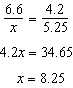 6.6/x = 4.2/5.25
4.2x = 34.65
x = 8.25